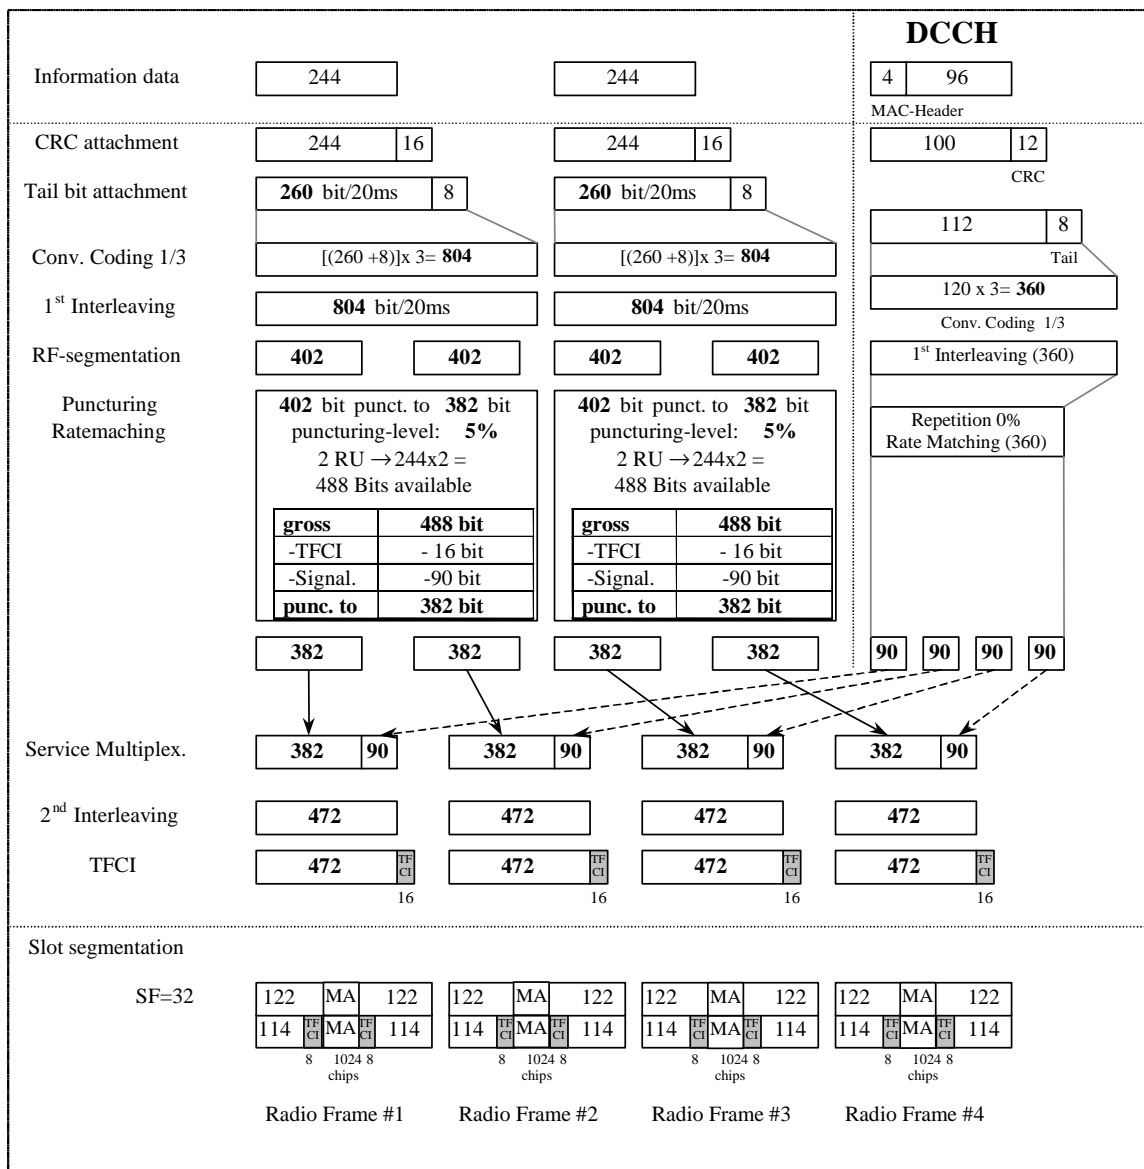 DCCH
Information data
244
244
4 96
MAC-Header
CRC attachment
244 16
244 16
100 12
CRC
Tail bit attachment
260 bit/20ms 8
260 bit/20ms 8
112 8
Tail
Conv. Coding 1/3
[(260 +8)]x 3= 804
[(260 +8)]x 3= 804
120 x 3= 360
Conv. Coding 1/3
1st Interleaving
804 bit/20ms
804 bit/20ms
1st Interleaving (360)
RF-segmentation
402 402 402 402
Puncturing
Ratemaching
402 bit punct. to 382 bit
puncturing-level: 5%
2 RU →244x2 =
488 Bits available
gross 488 bit
-TFCI - 16 bit
-Signal. -90 bit
punc. to 382 bit
402 bit punct. to 382 bit
puncturing-level: 5%
2 RU →244x2 =
488 Bits available
gross 488 bit
-TFCI - 16 bit
-Signal. -90 bit
punc. to 382 bit
Repetition 0%
Rate Matching (360)
382 382 382 382 90 90 90 90
Service Multiplex.
382 90 382 90 382 90 382 90
2nd Interleaving
472 472 472 472
TFCI
472 TF CI 472 TF CI 472 TF CI 472 TF CI
16 16 16 16
Slot segmentation
SF=32
122 MA 122 122 MA 122 122 MA 122 122 MA 122
114 TF CI MA TF CI 114 114 TF CI MA TF CI 114 114 TF CI MA TF CI 114 114 TF CI MA TF CI 114
8 1024 8 8 1024 8 8 1024 8 8 1024 8
chips chips chips chips
Radio Frame #1 Radio Frame #2 Radio Frame #3 Radio Frame #4